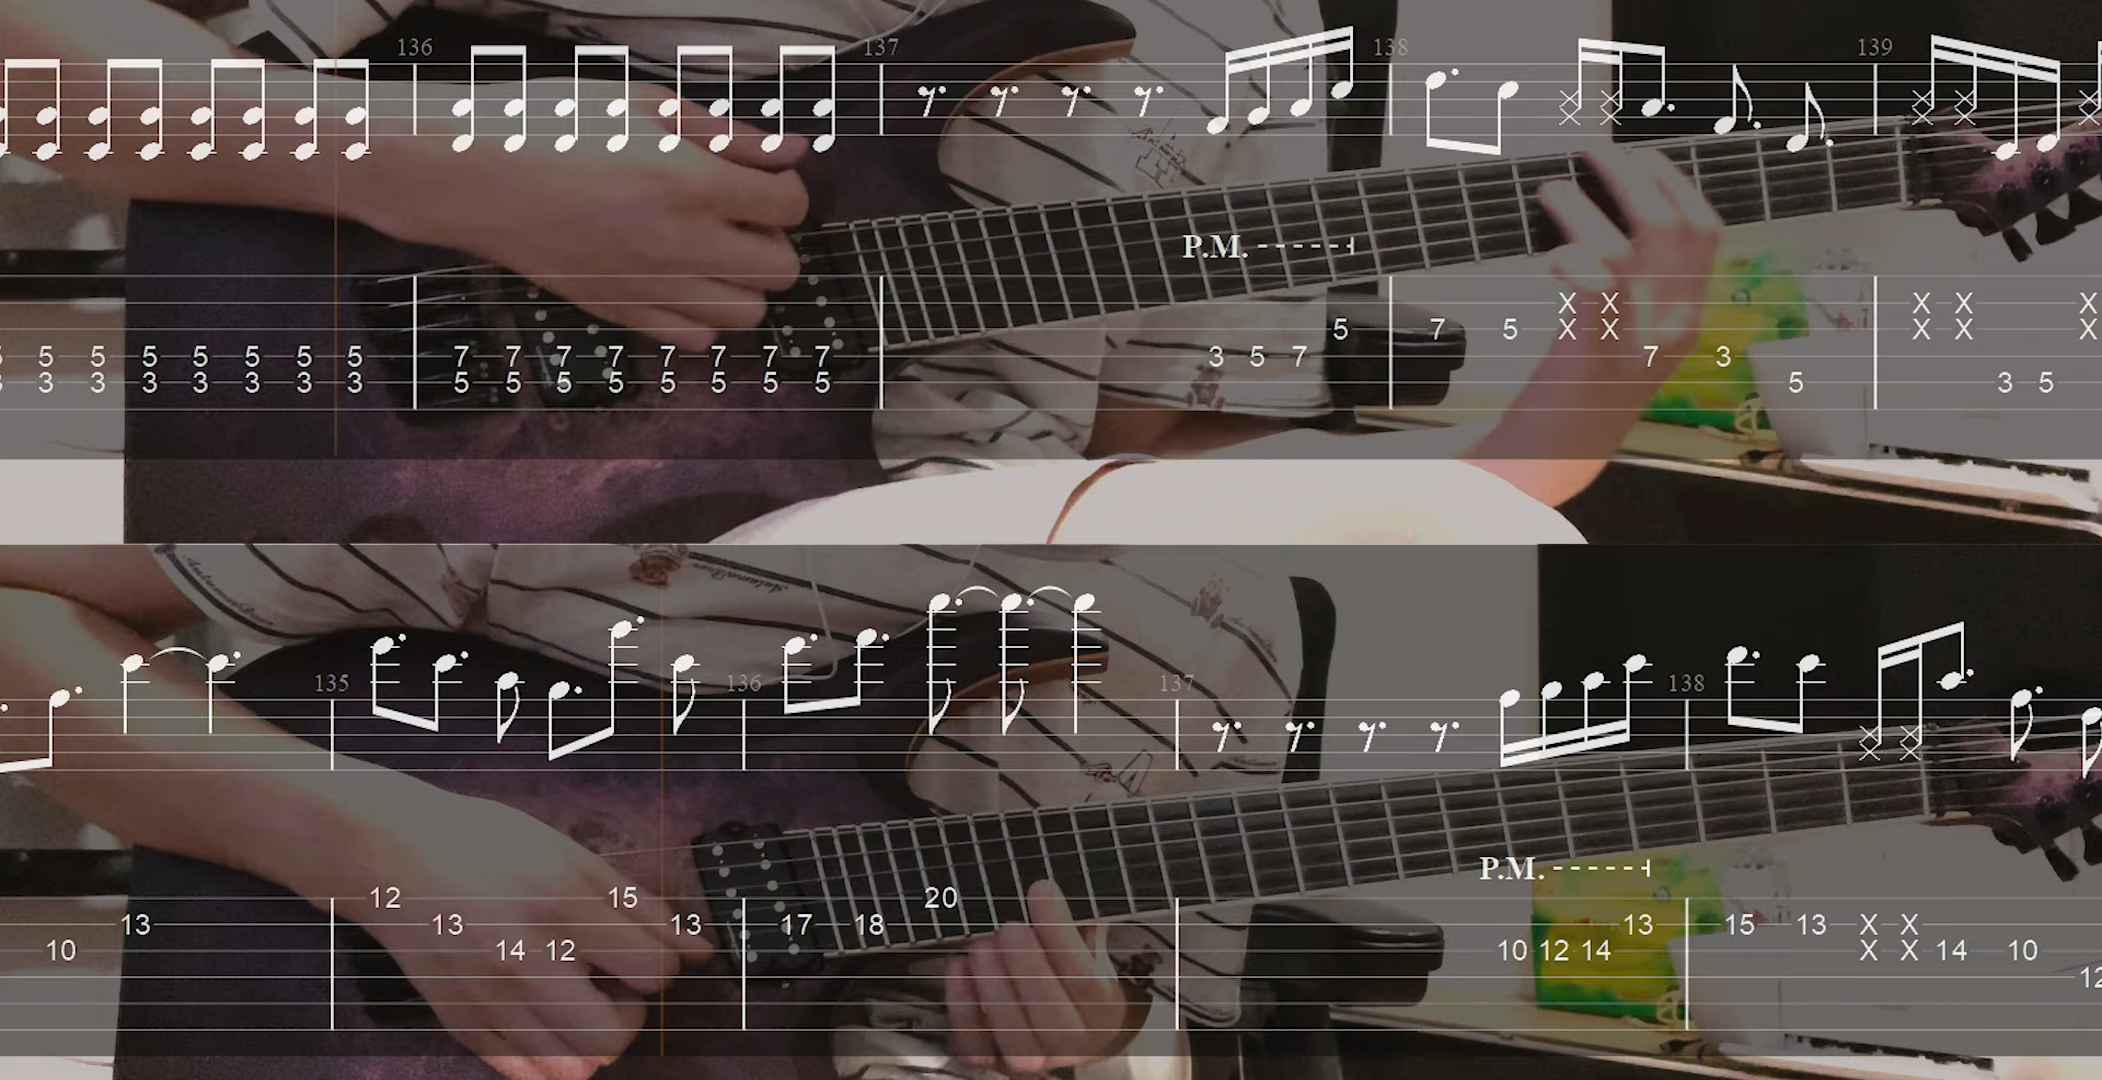 136 137 138 139
P.M.
X X X X X
5 7 5 X X X X X
5 5 5 5 5 5 5 7 7 7 7 7 7 7 7 3 5 7 7 3
3 3 3 3 3 3 3 5 5 5 5 5 5 5 5 5 3 5
135 136 137 138
P.M.
12 15 20
13 13 13 17 18 13 15 13 X X
10 14 12 10 12 14 X X 14 10
12